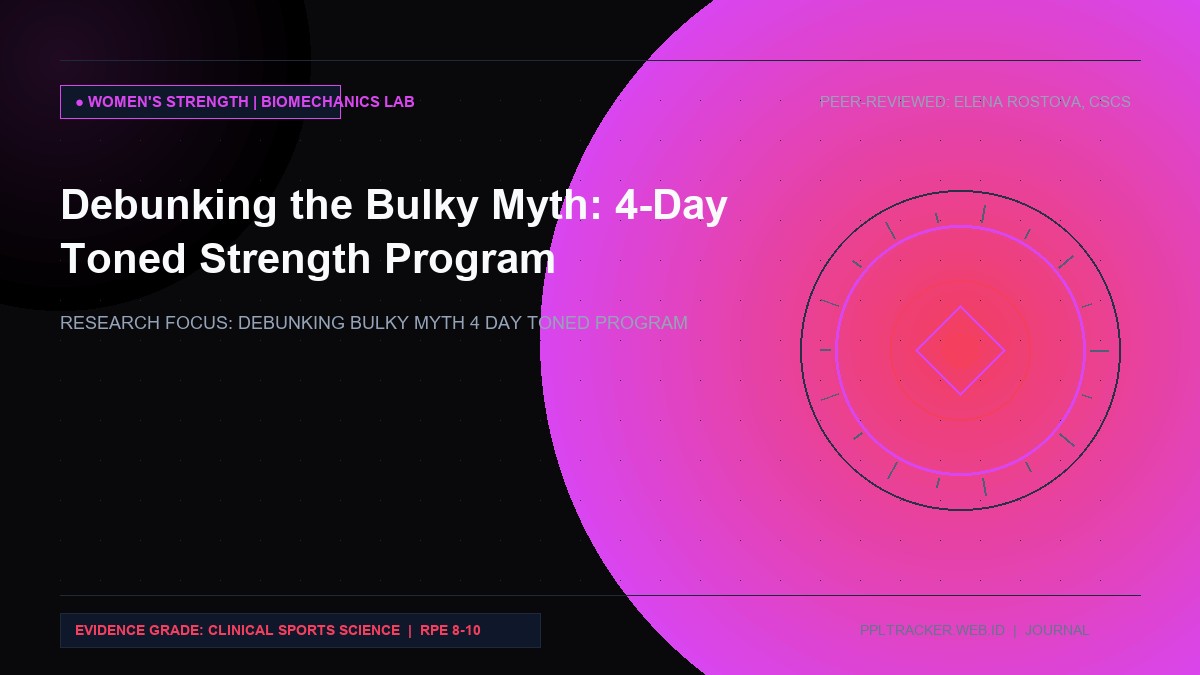 ● WOMEN'S STRENGTH | BIOMECHANICS LAB
PEER-REVIEWED: ELENA ROSTOVA, CSCS
Debunking the Bulky Myth: 4-Day
Toned Strength Program
RESEARCH FOCUS: DEBUNKING BULKY MYTH 4 DAY TONED PROGRAM
EVIDENCE GRADE: CLINICAL SPORTS SCIENCE | RPE 8-10
PPLTRACKER.WEB.ID | JOURNAL